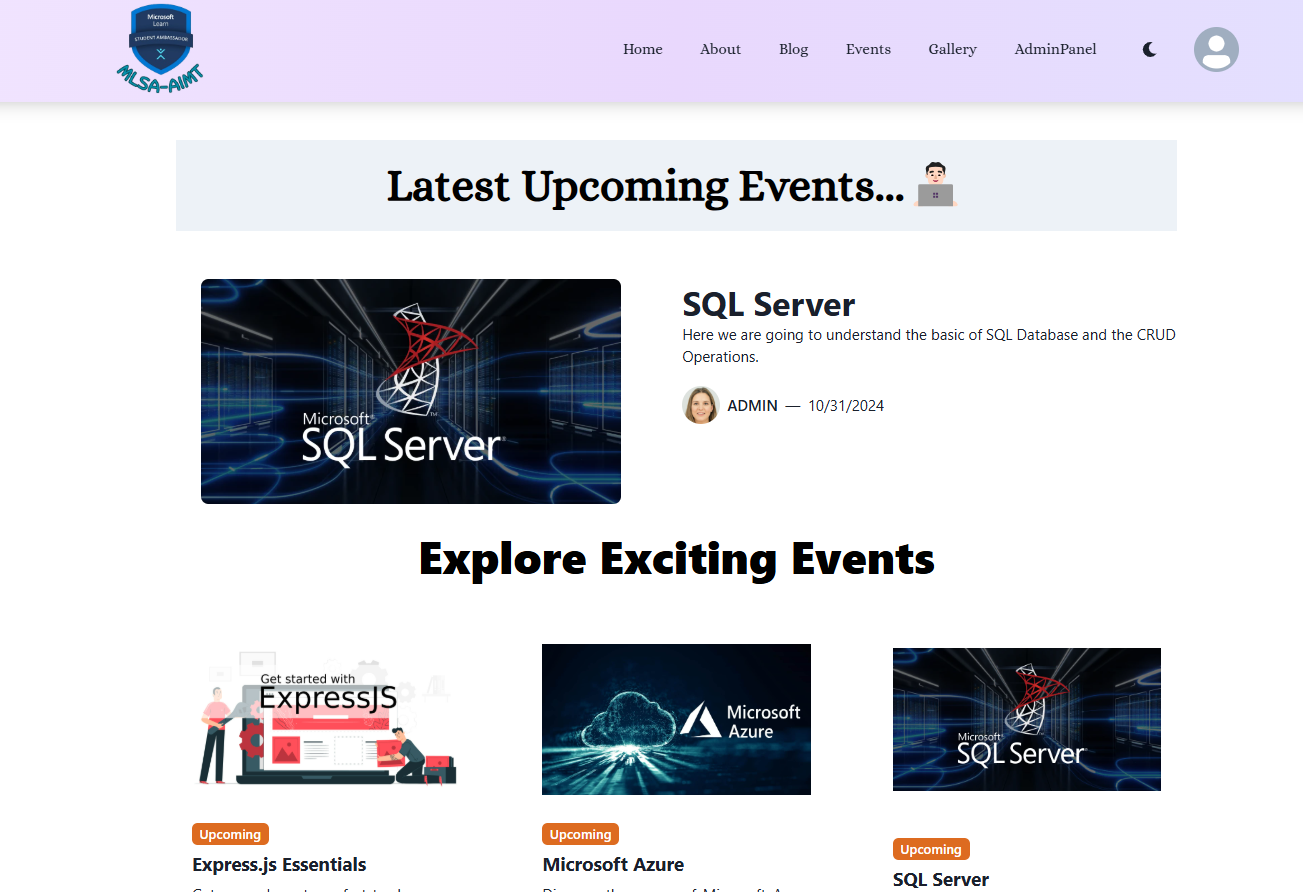 Microsoft
Learn
STUDENT AMBASSADOR
MLSA-AIMT
Home
About
Blog
Events
Gallery
AdminPanel
Latest Upcoming Events...
Microsoft®
SQL Server®
SQL Server
Here we are going to understand the basic of SQL Database and the CRUD
Operations.
ADMIN — 10/31/2024
Explore Exciting Events
Get started with
ExpressJS
Microsoft
Azure
Microsoft®
SQL Server
Upcoming
Express.js Essentials
Upcoming
Microsoft Azure
Upcoming
SQL Server